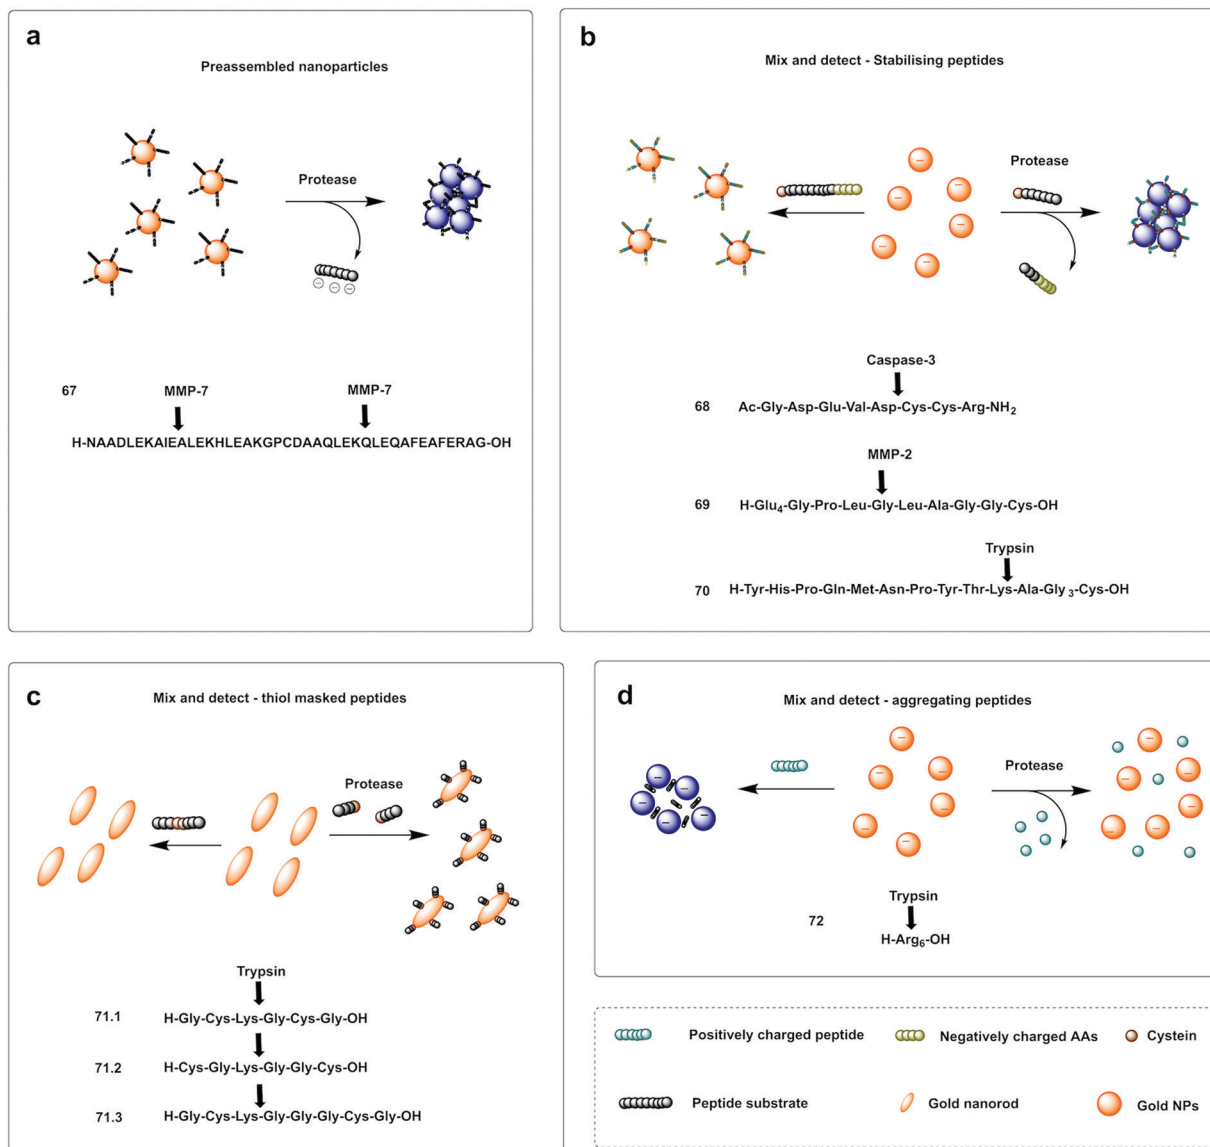 a
Preassembled nanoparticles
Protease
67
MMP-7
MMP-7
H-NAADLEKAIEALEKHLEAKGPCDAAQLEKQLEQAFEAFERAG-OH
b
Mix and detect - Stabilising peptides
Protease
Caspase-3
68
Ac-Gly-Asp-Glu-Val-Asp-Cys-Cys-Arg-NH2
MMP-2
69
H-Glu4-Gly-Pro-Leu-Gly-Leu-Ala-Gly-Gly-Cys-OH
Trypsin
70
H-Tyr-His-Pro-Gln-Met-Asn-Pro-Tyr-Thr-Lys-Ala-Gly3-Cys-OH
c
Mix and detect - thiol masked peptides
Protease
Trypsin
71.1
H-Gly-Cys-Lys-Gly-Cys-Gly-OH
71.2
H-Cys-Gly-Lys-Gly-Gly-Cys-OH
71.3
H-Gly-Cys-Lys-Gly-Gly-Gly-Cys-Gly-OH
d
Mix and detect - aggregating peptides
Protease
Trypsin
72
H-Arg6-OH
Positively charged peptide
Negatively charged AAs
Cystein
Peptide substrate
Gold nanorod
Gold NPs